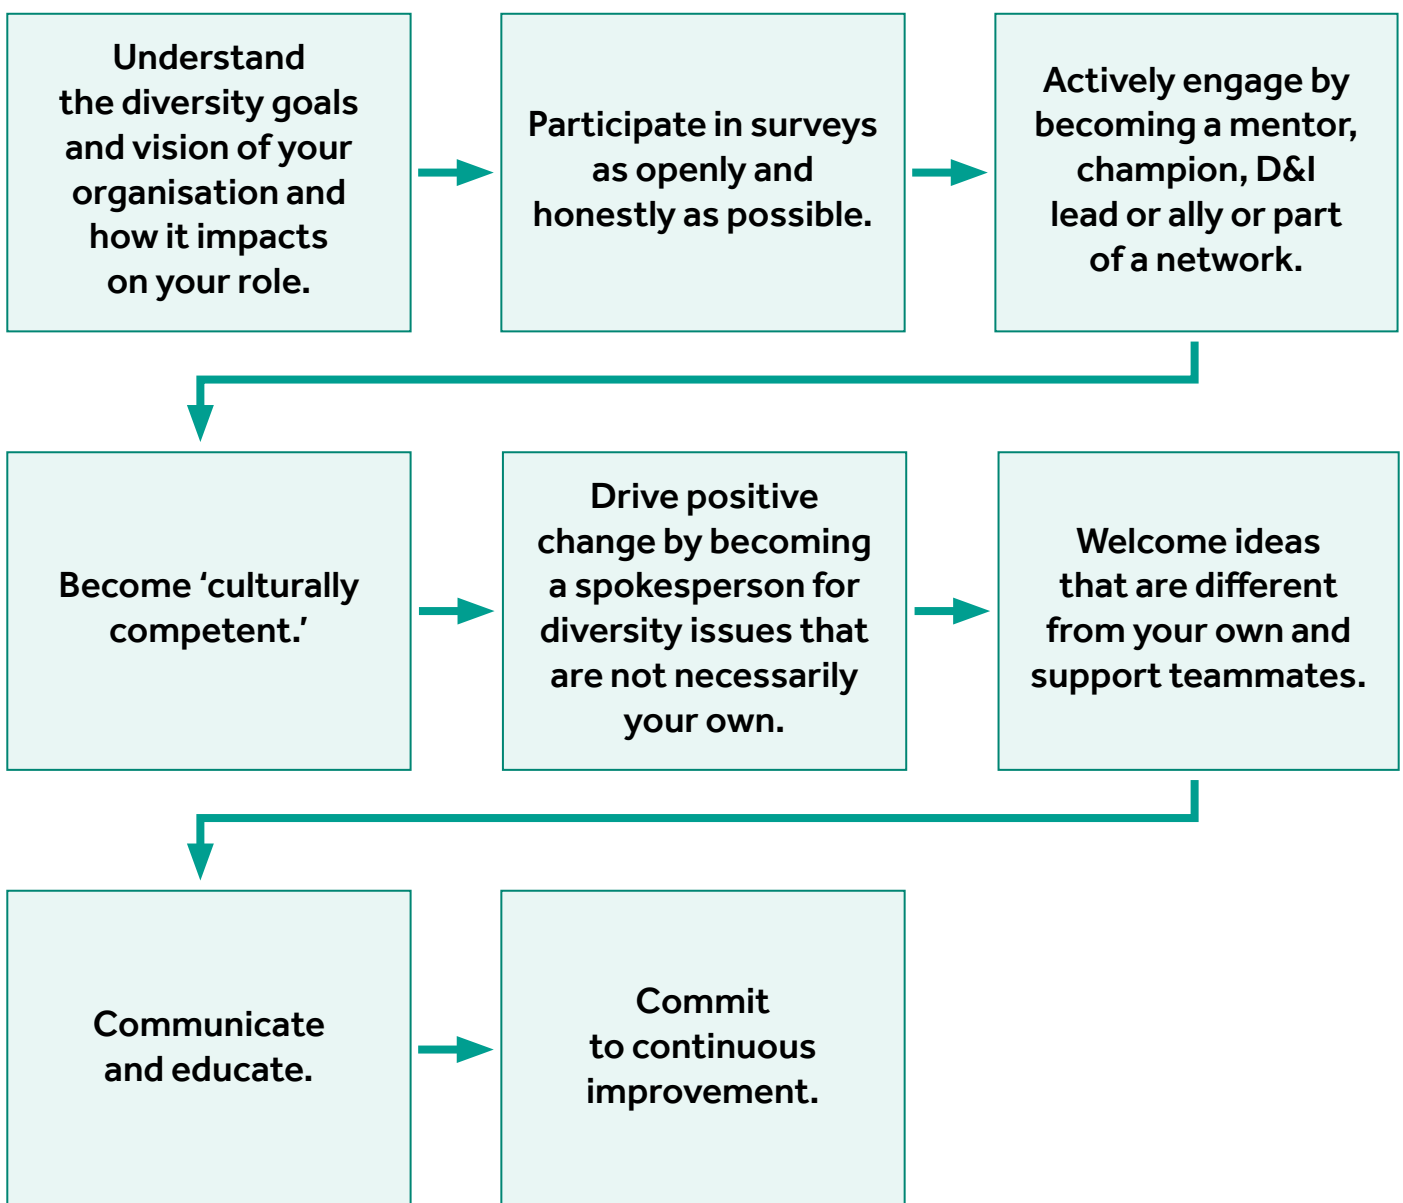 Understand
the diversity goals
and vision of your
organisation and
how it impacts
on your role.
Participate in surveys
as openly and
honestly as possible.
Actively engage by
becoming a mentor,
champion, D&I
lead or ally or part
of a network.
Become ‘culturally
competent.’
Drive positive
change by becoming
a spokesperson for
diversity issues that
are not necessarily
your own.
Welcome ideas
that are different
from your own and
support teammates.
Communicate
and educate.
Commit
to continuous
improvement.